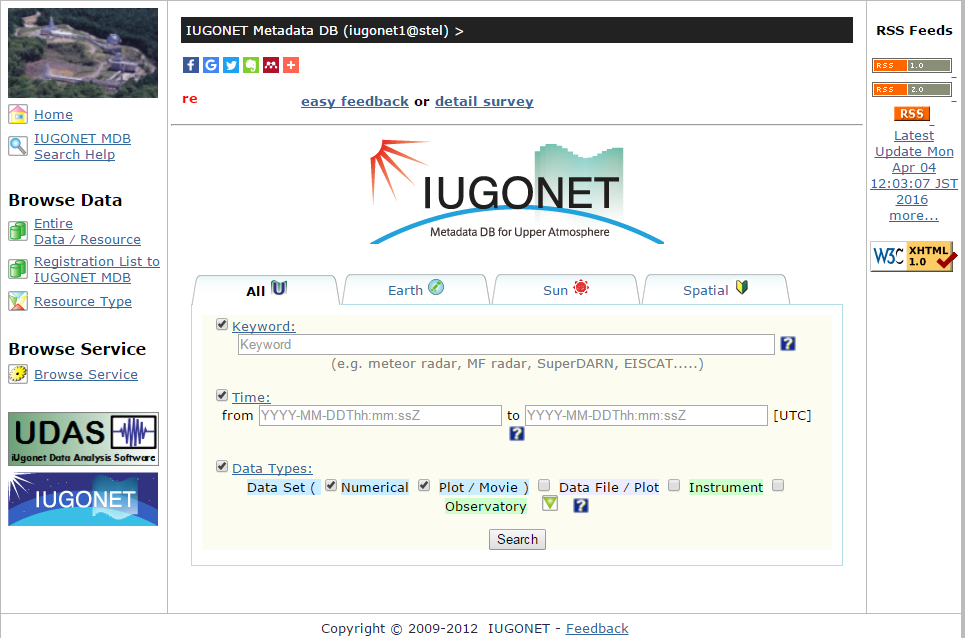 IUGONET Metadata DB (iugonet1@stel) >
re
easy feedback or detail survey
Home
IUGONET MDB
Search Help
Browse Data
Entire
Data / Resource
Registration List to
IUGONET MDB
Resource Type
Browse Service
Browse Service
UDAS
iUgonet Data Analysis Software
IUGONET
IUGONET
Metadata DB for Upper Atmosphere
All
Earth
Sun
Spatial
Keyword:
Keyword
(e.g. meteor radar, MF radar, SuperDARN, EISCAT.....)
Time:
from YYYY-MM-DDThh:mm:ssZ to YYYY-MM-DDThh:mm:ssZ [UTC]
Data Types:
Data Set ( Numerical Plot / Movie ) Data File / Plot Instrument
Observatory
Search
RSS Feeds
RSS 1.0
RSS 2.0
RSS
Latest
Update Mon
Apr 04
12:03:07 JST
2016
more...
W3C XHTML
1.0
Copyright © 2009-2012 IUGONET - Feedback